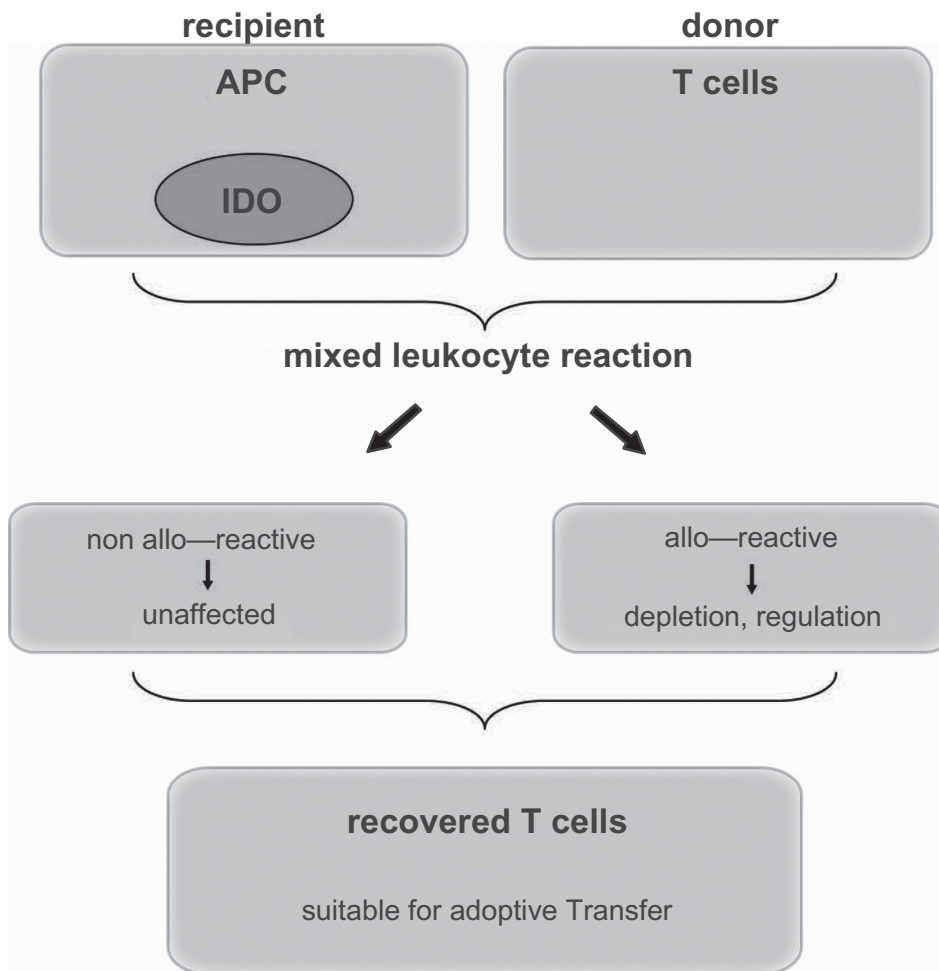 recipient
donor
APC
T cells
IDO
mixed leukocyte reaction
non allo—reactive
unaffected
allo—reactive
depletion, regulation
recovered T cells
suitable for adoptive Transfer